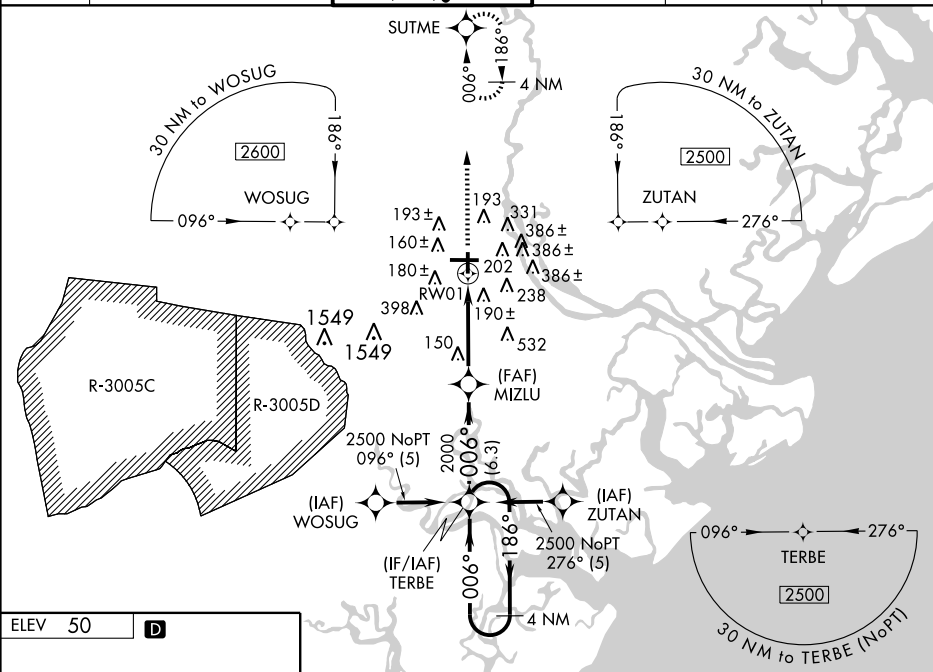 SUTME
186°
006°
4 NM
30 NM to WOSUG
2600
186°
WOSUG
096°
30 NM to ZUTAN
186°
2500
ZUTAN
276°
193±
193
331
160±
386±
386±
180±
202
386±
RW01
238
398
190±
1549
1549
150
532
R-3005C
R-3005D
(FAF)
MIZLU
2500 NoPT
096° (5)
2000
006°
(6.3)
(IAF)
WOSUG
(IAF)
ZUTAN
2500 NoPT
276° (5)
(IF/IAF)
TERBE
006°
186°
4 NM
096°
276°
TERBE
2500
30 NM to TERBE (NoPT)
ELEV 50
D